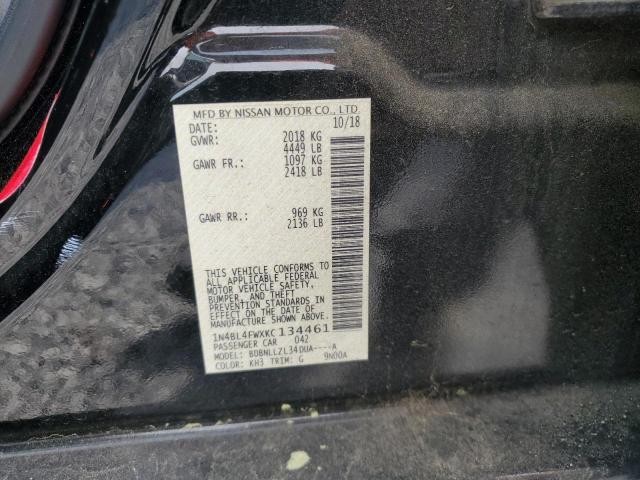 MFD BY NISSAN MOTOR CO., LTD.
DATE: 10/18
GVWR: 2018 KG
4449 LB
GAWR FR.: 1097 KG
2418 LB
GAWR RR.: 969 KG
2136 LB
THIS VEHICLE CONFORMS TO
ALL APPLICABLE FEDERAL
MOTOR VEHICLE SAFETY,
BUMPER, AND THEFT
PREVENTION STANDARDS IN
EFFECT ON THE DATE OF
MANUFACTURE SHOWN ABOVE.
1N4BL4FWXKC134461
PASSENGER CAR 042
MODEL: BDBNLLZL34DUA----A
COLOR: KH3 TRIM: G 9N00A